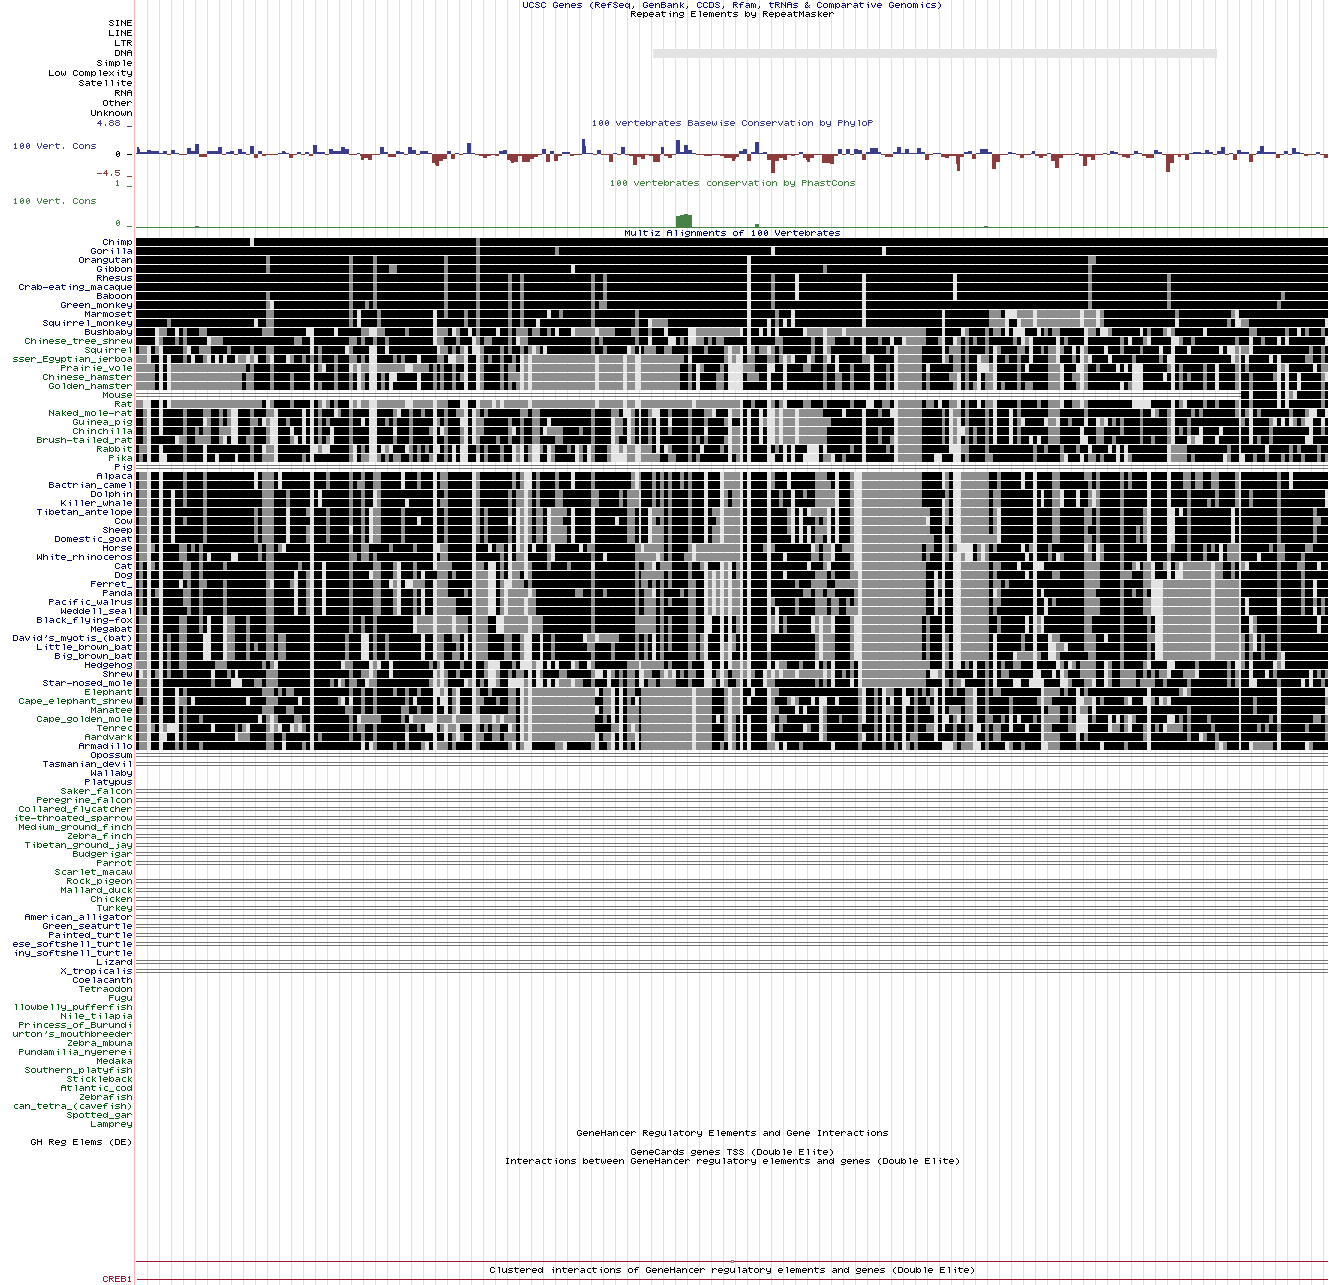 UCSC Genes (RefSeq, GenBank, CCDS, Rfam, tRNAs & Comparative Genomics)
Repeating Elements by RepeatMasker
SINE
LINE
LTR
DNA
Simple
Low Complexity
Satellite
RNA
Other
Unknown
4.88 _
100 vertebrates Basewise Conservation by PhyloP
100 Vert. Cons
0 -
-4.5 _
100 vertebrates conservation by PhastCons
1 _
100 Vert. Cons
0 _
Multiz Alignments of 100 Vertebrates
Chimp
Gorilla
Orangutan
Gibbon
Rhesus
Crab-eating_macaque
Baboon
Green_monkey
Marmoset
Squirrel_monkey
Bushbaby
Chinese_tree_shrew
Squirrel
sser_Egyptian_jerboa
Prairie_vole
Chinese_hamster
Golden_hamster
Mouse
Rat
Naked_mole-rat
Guinea_pig
Chinchilla
Brush-tailed_rat
Rabbit
Pika
Pig
Alpaca
Bactrian_camel
Dolphin
Killer_whale
Tibetan_antelope
Cow
Sheep
Domestic_goat
Horse
White_rhinoceros
Cat
Dog
Ferret_
Panda
Pacific_walrus
Weddell_seal
Black_flying-fox
Megabat
David's_myotis_(bat)
Little_brown_bat
Big_brown_bat
Hedgehog
Shrew
Star-nosed_mole
Elephant
Cape_elephant_shrew
Manatee
Cape_golden_mole
Tenrec
Aardvark
Armadillo
Opossum
Tasmanian_devil
Wallaby
Platypus
Saker_falcon
Peregrine_falcon
Collared_flycatcher
ite-throated_sparrow
Medium_ground_finch
Zebra_finch
Tibetan_ground_jay
Budgerigar
Parrot
Scarlet_macaw
Rock_pigeon
Mallard_duck
Chicken
Turkey
American_alligator
Green_seaturtle
Painted_turtle
ese_softshell_turtle
iny_softshell_turtle
Lizard
X_tropicalis
Coelacanth
Tetraodon
Fugu
llowbelly_pufferfish
Nile_tilapia
Princess_of_Burundi
urton's_mouthbreeder
Zebra_mbuna
Pundamilia_nyererei
Medaka
Southern_platyfish
Stickleback
Atlantic_cod
Zebrafish
can_tetra_(cavefish)
Spotted_gar
Lamprey
GeneHancer Regulatory Elements and Gene Interactions
GH Reg Elems (DE)
GeneCards genes TSS (Double Elite)
Interactions between GeneHancer regulatory elements and genes (Double Elite)
Clustered interactions of GeneHancer regulatory elements and genes (Double Elite)
CREB1